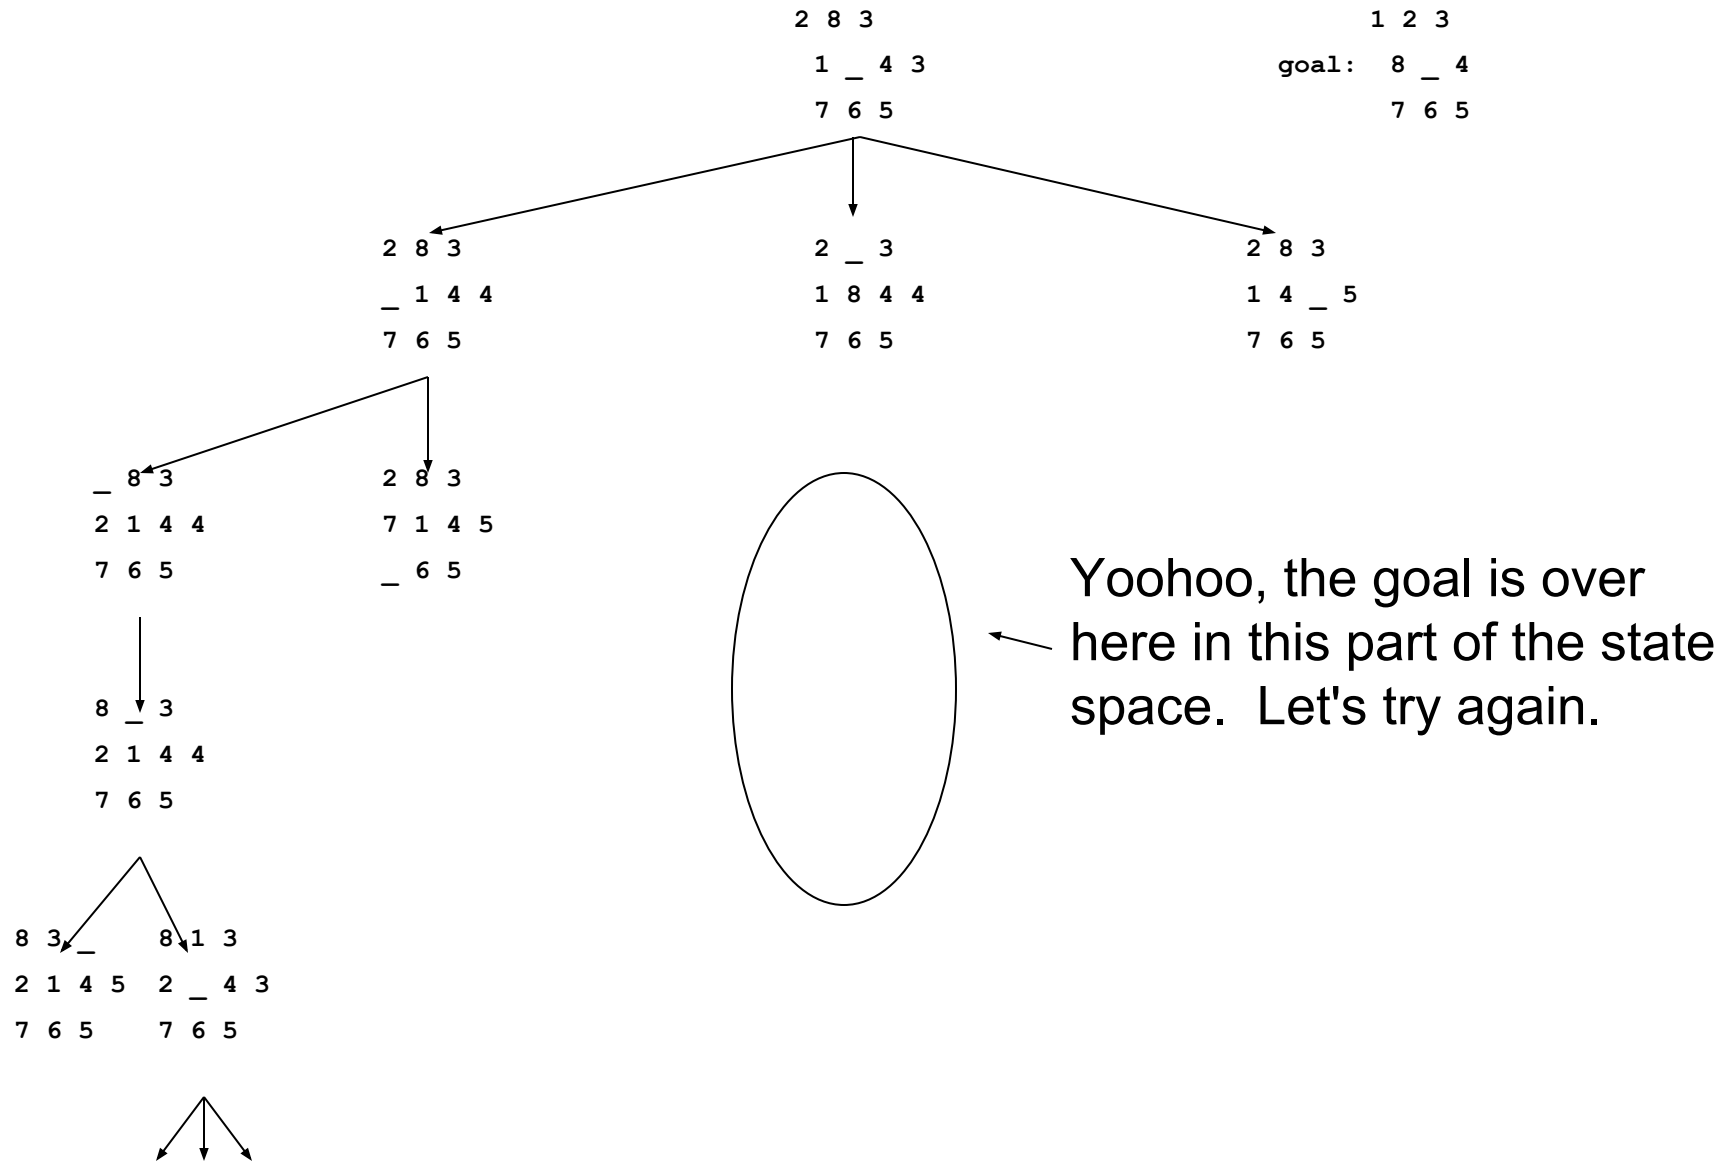 2 8 3
1 _ 4 3
7 6 5
1 2 3
goal: 8 _ 4
7 6 5
2 8 3
_ 1 4 4
7 6 5
2 _ 3
1 8 4 4
7 6 5
2 8 3
1 4 _ 5
7 6 5
_ 8 3
2 1 4 4
7 6 5
2 8 3
7 1 4 5
_ 6 5
Yoohoo, the goal is over
here in this part of the state
space. Let's try again.
8 _ 3
2 1 4 4
7 6 5
8 3 _
2 1 4 5
7 6 5
8 1 3
2 _ 4 3
7 6 5